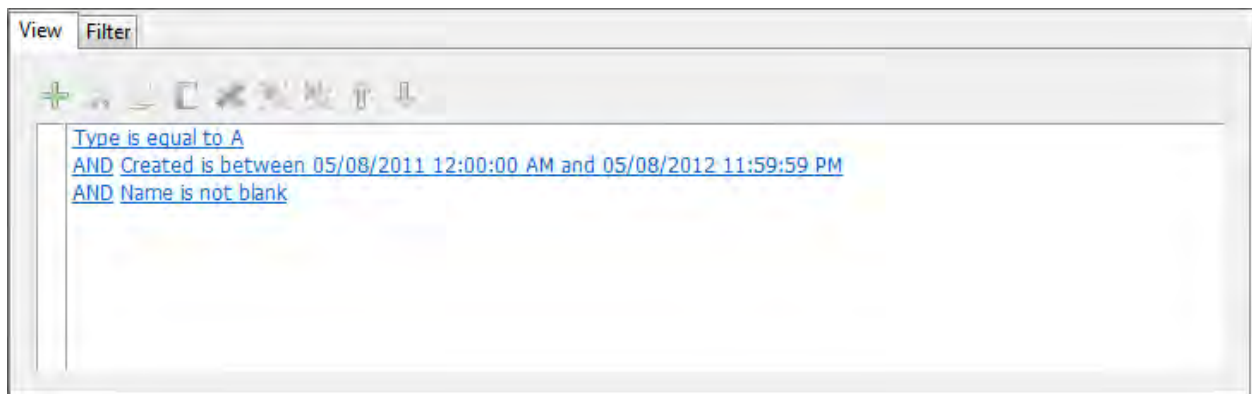 View Filter
Type is equal to A
AND Created is between 05/08/2011 12:00:00 AM and 05/08/2012 11:59:59 PM
AND Name is not blank